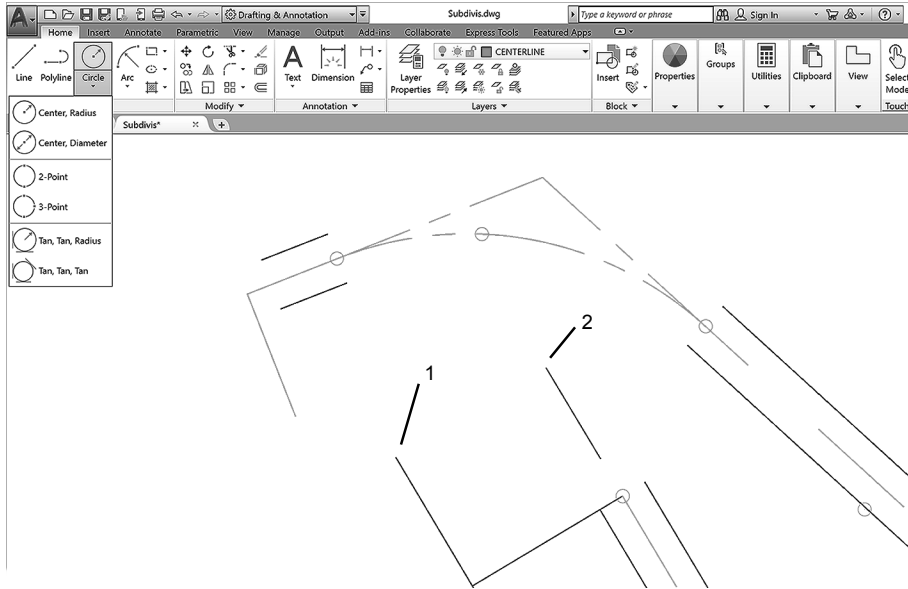 A
Drafting & Annotation
Subdivis.dwg
Type a keyword or phrase
Sign In
?
Home Insert Annotate Parametric View Manage Output Add-ins Collaborate Express Tools Featured Apps
CENTERLINE
Line Polyline Circle Arc
A
Text Dimension
Layer
Properties
Insert
Properties
Groups
Utilities
Clipboard
View
Select
Mode
Modify
Annotation
Layers
Block
Touch
Subdivis* x +
Center, Radius
Center, Diameter
2-Point
3-Point
Tan, Tan, Radius
Tan, Tan, Tan
2
1